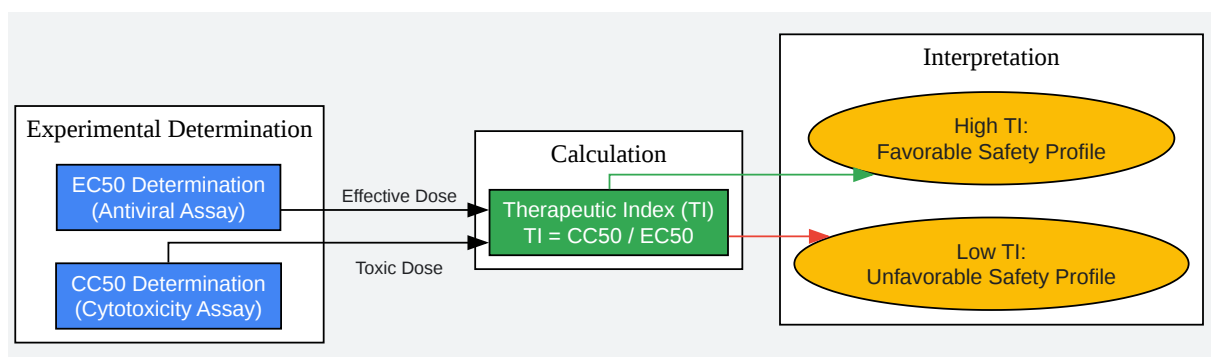 Experimental Determination
EC50 Determination
(Antiviral Assay)
CC50 Determination
(Cytotoxicity Assay)
Effective Dose
Toxic Dose
Calculation
Therapeutic Index (TI)
TI = CC50 / EC50
Interpretation
High TI:
Favorable Safety Profile
Low TI:
Unfavorable Safety Profile